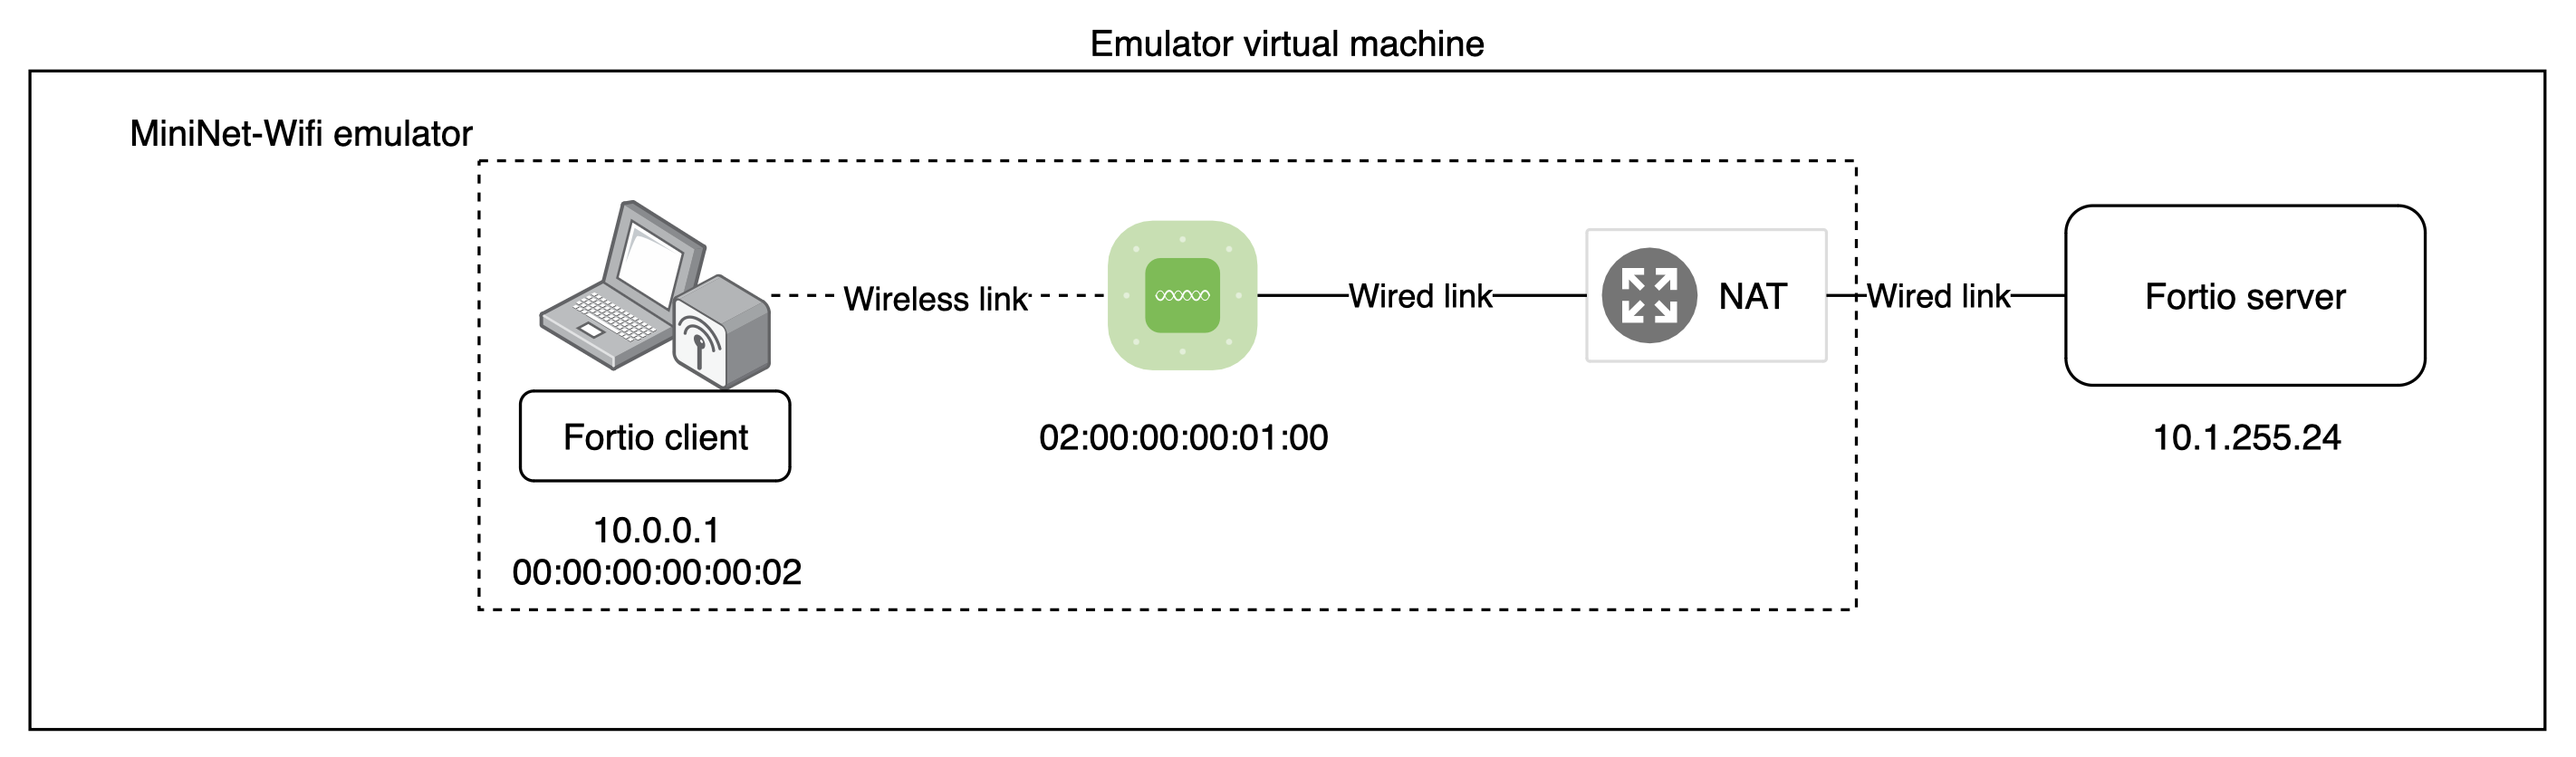 Emulator virtual machine
MiniNet-Wifi emulator
Wireless link
Wired link
NAT
Wired link
Fortio server
Fortio client
02:00:00:00:01:00
10.1.255.24
10.0.0.1
00:00:00:00:00:02